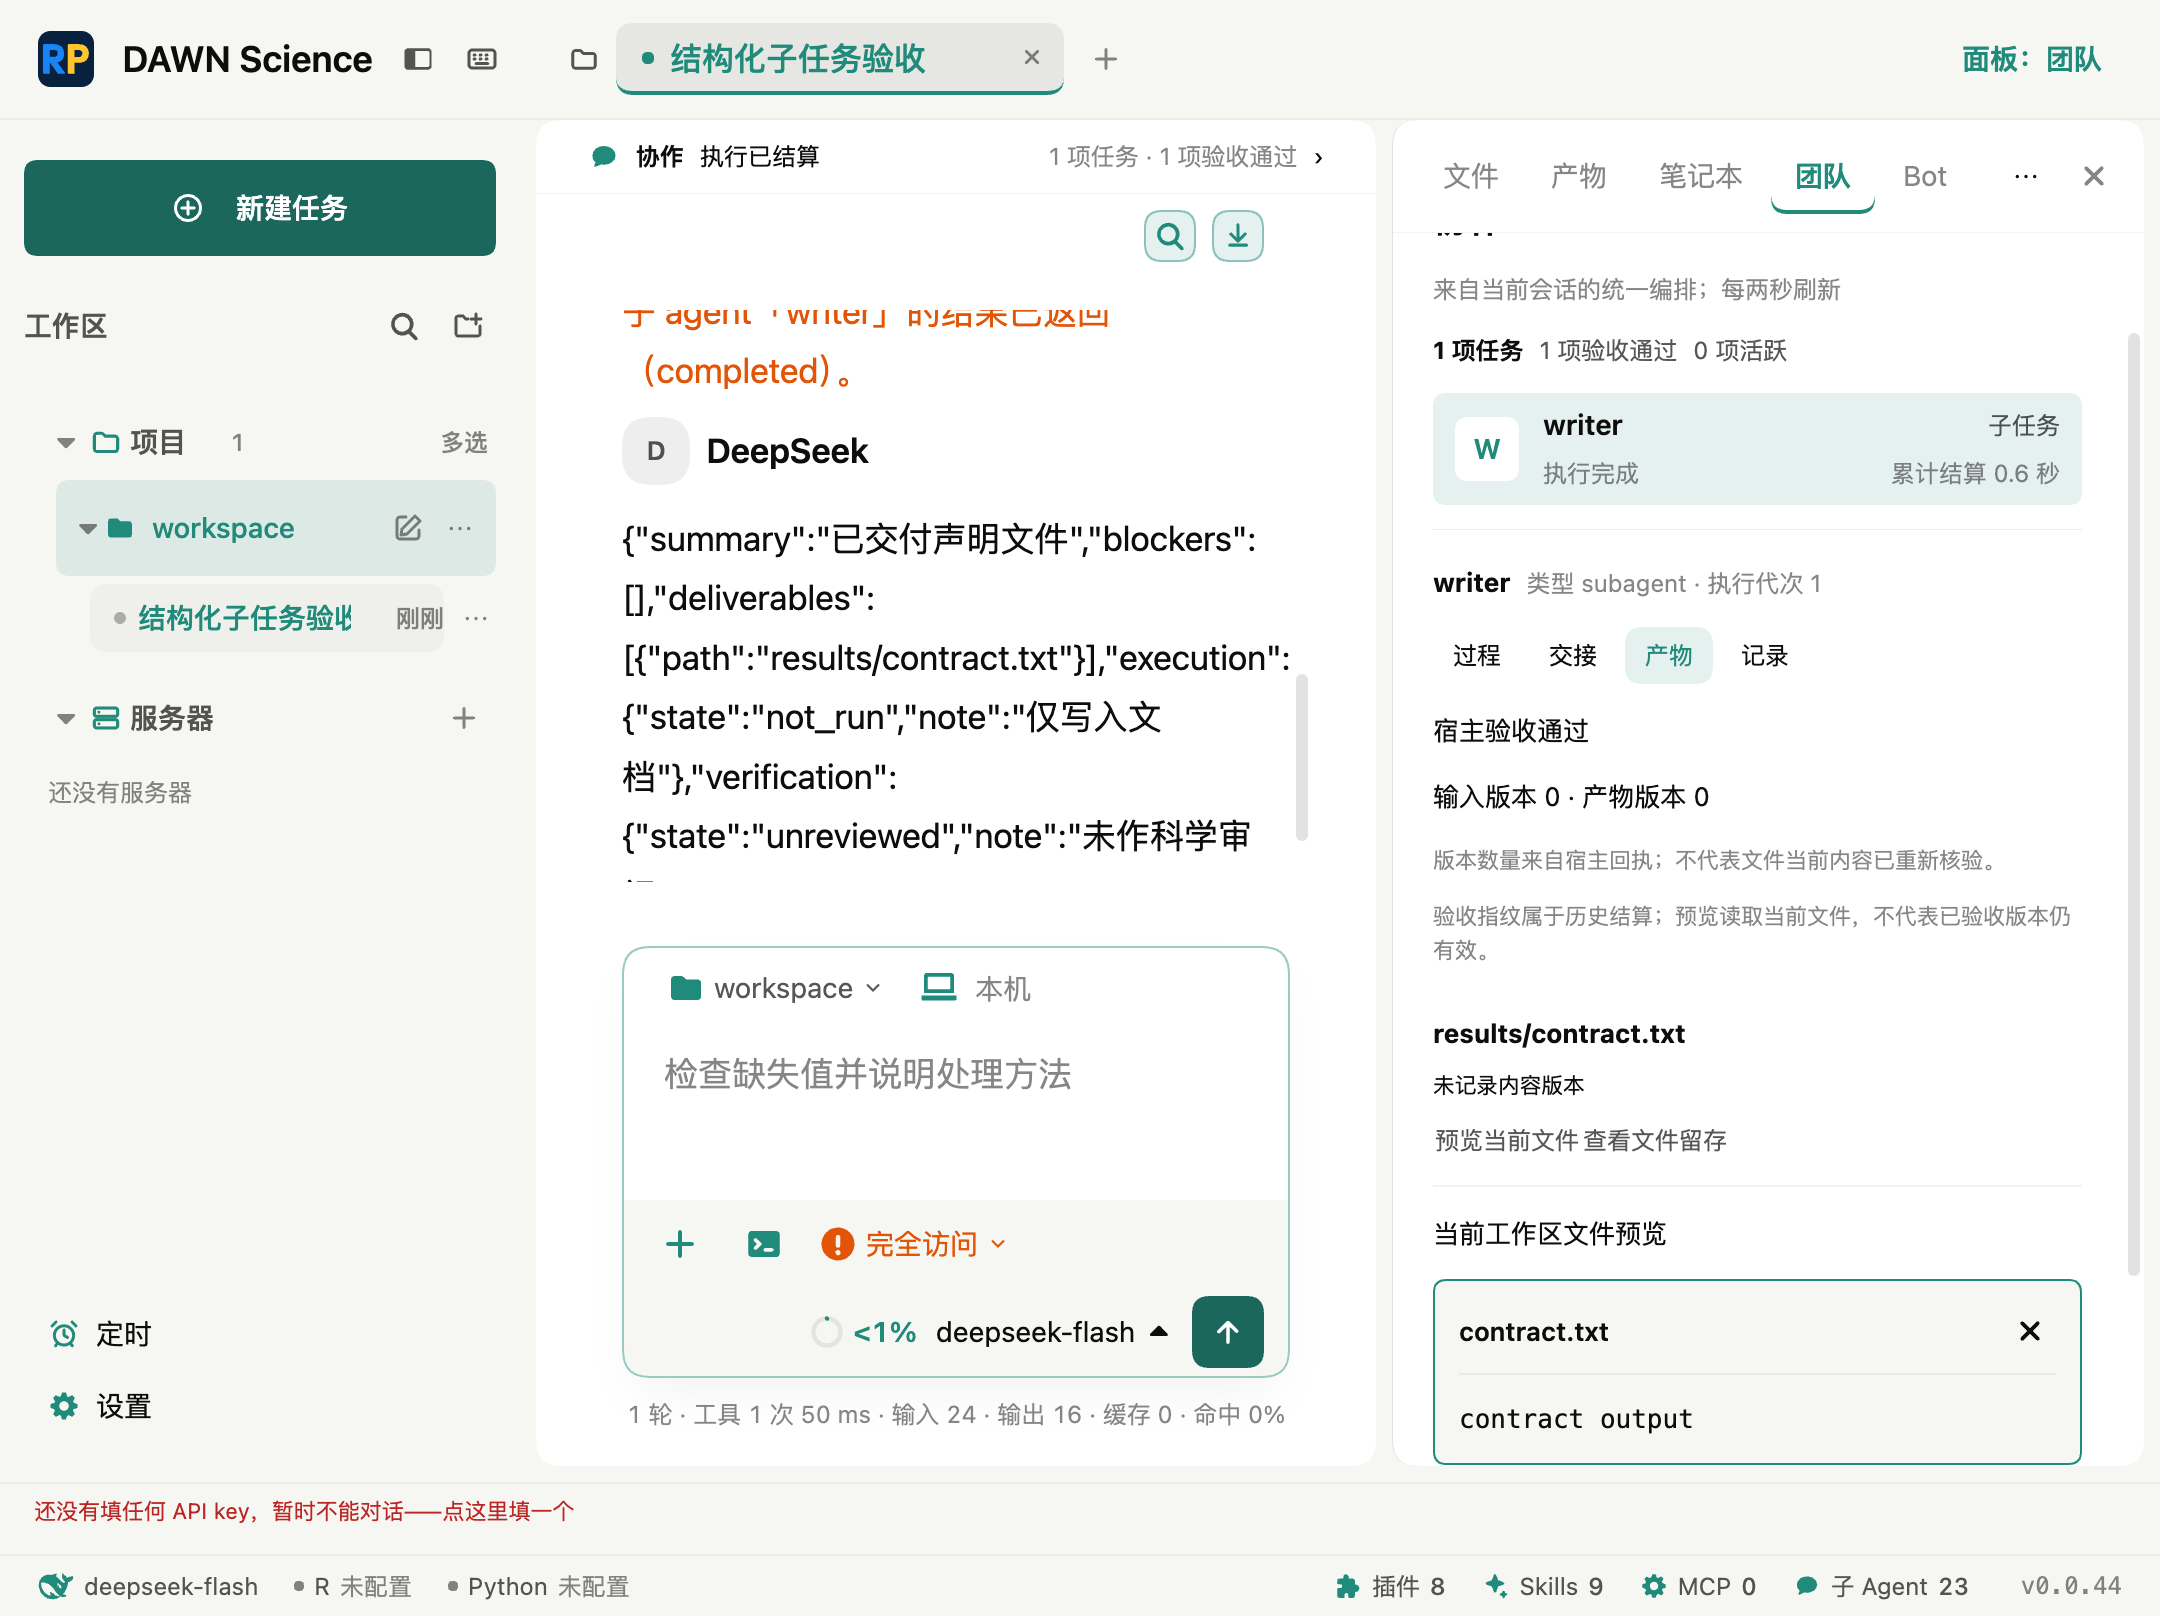 RP DAWN Science
结构化子任务验收
面板：团队
新建任务
工作区
项目 1 多选
workspace
结构化子任务验收 刚刚
服务器
还没有服务器
定时
设置
协作 执行已结算 1 项任务 · 1 项验收通过
子 agent「writer」的结果已返回
（completed）。
D DeepSeek
{"summary":"已交付声明文件","blockers":
[],"deliverables":
[{"path":"results/contract.txt"}],"execution":
{"state":"not_run","note":"仅写入文
档"},"verification":
{"state":"unreviewed","note":"未作科学审
workspace 本机
检查缺失值并说明处理方法
完全访问
<1% deepseek-flash
1 轮 · 工具 1 次 50 ms · 输入 24 · 输出 16 · 缓存 0 · 命中 0%
文件 产物 笔记本 团队 Bot
来自当前会话的统一编排；每两秒刷新
1 项任务 1 项验收通过 0 项活跃
W writer 子任务
执行完成 累计结算 0.6 秒
writer 类型 subagent · 执行代次 1
过程 交接 产物 记录
宿主验收通过
输入版本 0 · 产物版本 0
版本数量来自宿主回执；不代表文件当前内容已重新核验。
验收指纹属于历史结算；预览读取当前文件，不代表已验收版本仍
有效。
results/contract.txt
未记录内容版本
预览当前文件 查看文件留存
当前工作区文件预览
contract.txt
contract output
还没有填任何 API key，暂时不能对话——点这里填一个
deepseek-flash R 未配置 Python 未配置
插件 8 Skills 9 MCP 0 子 Agent 23 v0.0.44